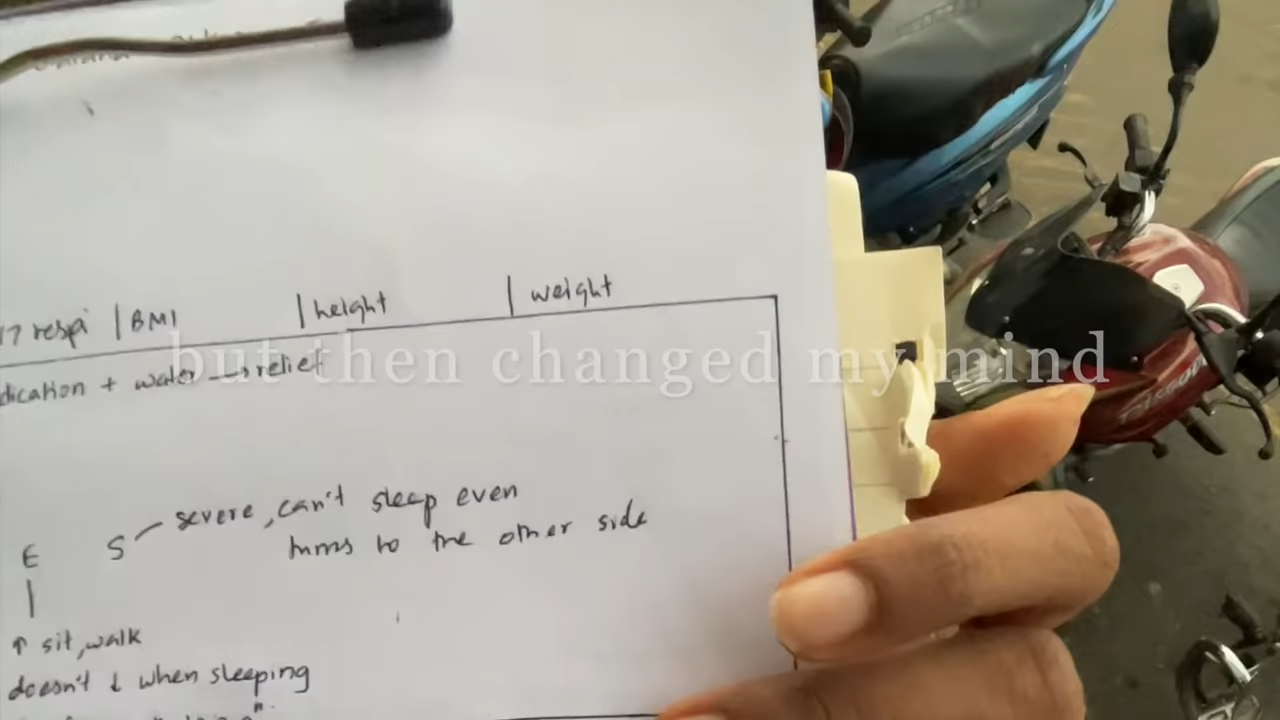 17 respi | BMI | height | weight
dication + water → relief
but then changed my mind
E S severe, can't sleep even
turns to the other side
↑ sit, walk
doesn't ↓ when sleeping